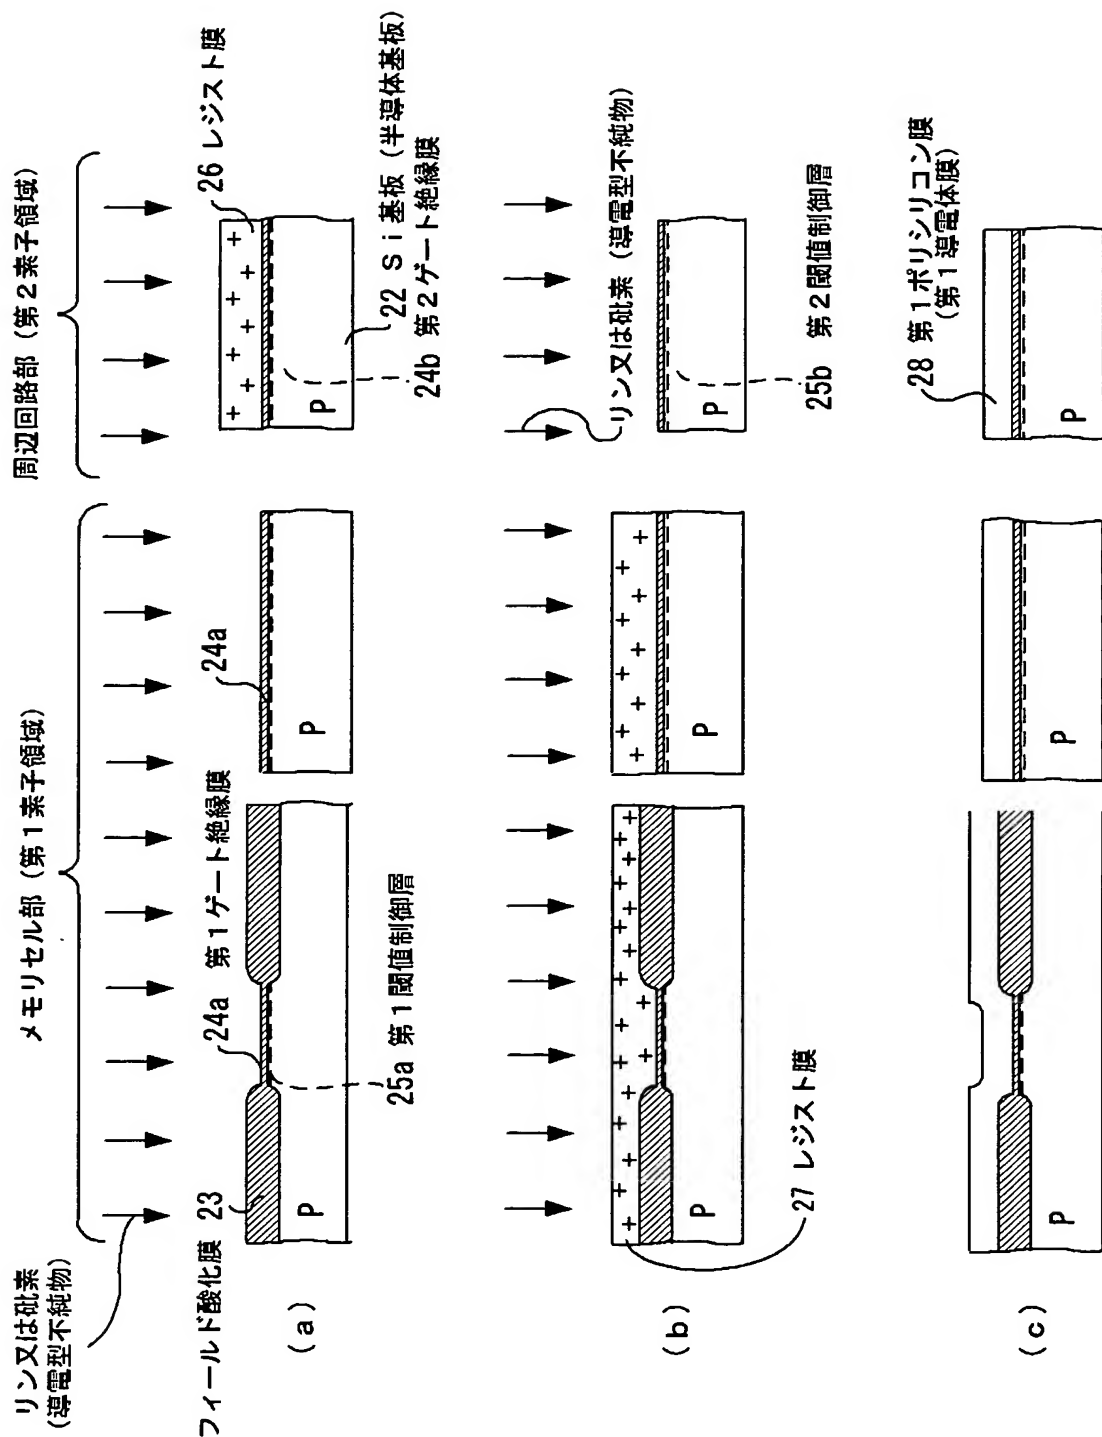 リン又は砒素
(導電型不純物)
メモリセル部 (第1素子領域)
周辺回路部 (第2素子領域)
フィールド酸化膜 23
24a 第1ゲート絶縁膜
24a
26 レジスト膜
P
P
P
25a 第1閾値制御層
22 Si基板 (半導体基板)
24b 第2ゲート絶縁膜
(a)
リン又は砒素 (導電型不純物)
P
P
P
27 レジスト膜
25b 第2閾値制御層
(b)
28 第1ポリシリコン膜
(第1導電体膜)
P
P
P
(c)